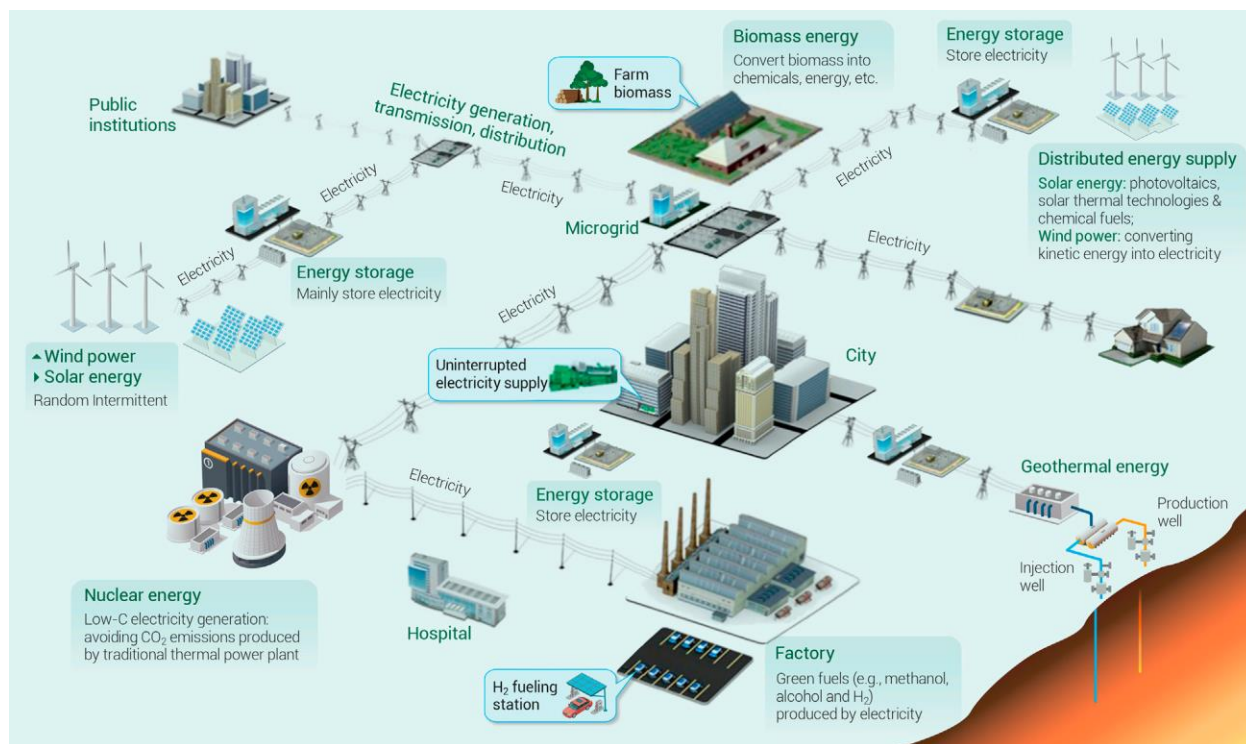 Public
institutions
Electricity generation,
transmission, distribution
Farm
biomass
Biomass energy
Convert biomass into
chemicals, energy, etc.
Energy storage
Store electricity
Distributed energy supply
Solar energy: photovoltaics,
solar thermal technologies &
chemical fuels;
Wind power: converting
kinetic energy into electricity
Electricity
Electricity
Electricity
Microgrid
Electricity
Electricity
Energy storage
Mainly store electricity
Electricity
Wind power
Solar energy
Random Intermittent
Uninterrupted
electricity supply
City
Electricity
Energy storage
Store electricity
Geothermal energy
Production
well
Injection
well
Nuclear energy
Low-C electricity generation:
avoiding CO₂ emissions produced
by traditional thermal power plant
Hospital
H₂ fueling
station
Factory
Green fuels (e.g., methanol,
alcohol and H₂)
produced by electricity